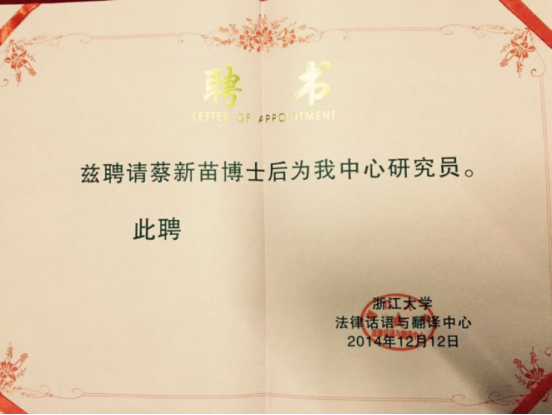 聘 书
LETTER OF APPOINTMENT
兹聘请蔡新苗博士后为我中心研究员。
此聘
浙江大学
法律话语与翻译中心
2014年12月12日